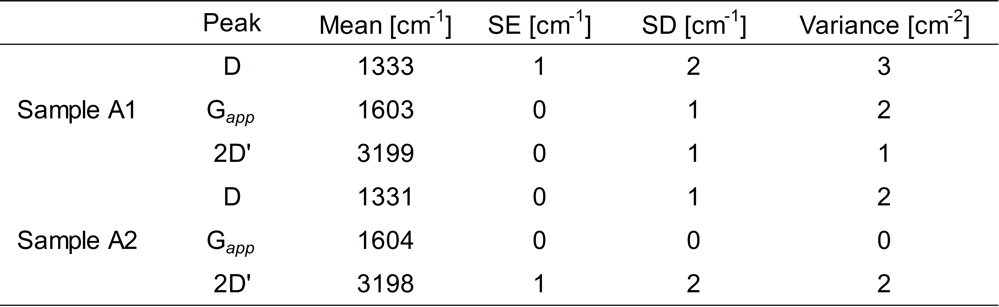 Peak Mean [cm-1] SE [cm-1] SD [cm-1] Variance [cm-2]
D 1333 1 2 3
Sample A1 Gapp 1603 0 1 2
2D' 3199 0 1 1
D 1331 0 1 2
Sample A2 Gapp 1604 0 0 0
2D' 3198 1 2 2